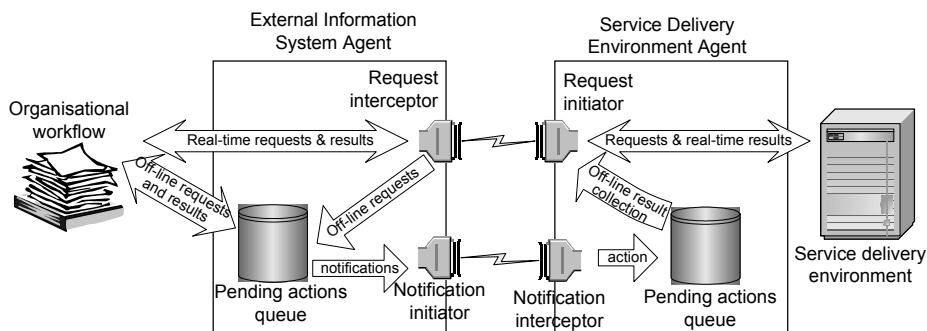 External Information
System Agent
Service Delivery
Environment Agent
Request
interceptor
Request
initiator
Organisational
workflow
Real-time requests & results
Requests & real-time results
Off-line requests
and results
Off-line requests
Off-line result
collection
notifications
action
Pending actions
queue
Notification
initiator
Notification
interceptor
Pending actions
queue
Service delivery
environment